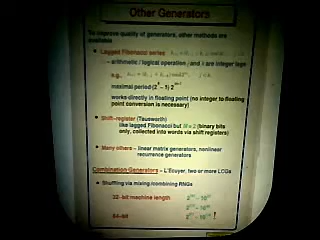 Other Generators
To improve quality of generators, other methods are
available
• Lagged Fibonacci series
– arithmetic / logical operation j and i are integer lags
e.g.,
maximal period
works directly in floating point (no integer to floating
point conversion is necessary)
• Shift-register (Tausworth)
like lagged Fibonacci but (binary bits
only, collected into words via shift registers)
• Many others – linear matrix generators, nonlinear
recurrence generators
Combination Generators – L'Ecuyer, two or more LCGs
• Shuffling via mixing/combining RNGs
32-bit machine length
64-bit !